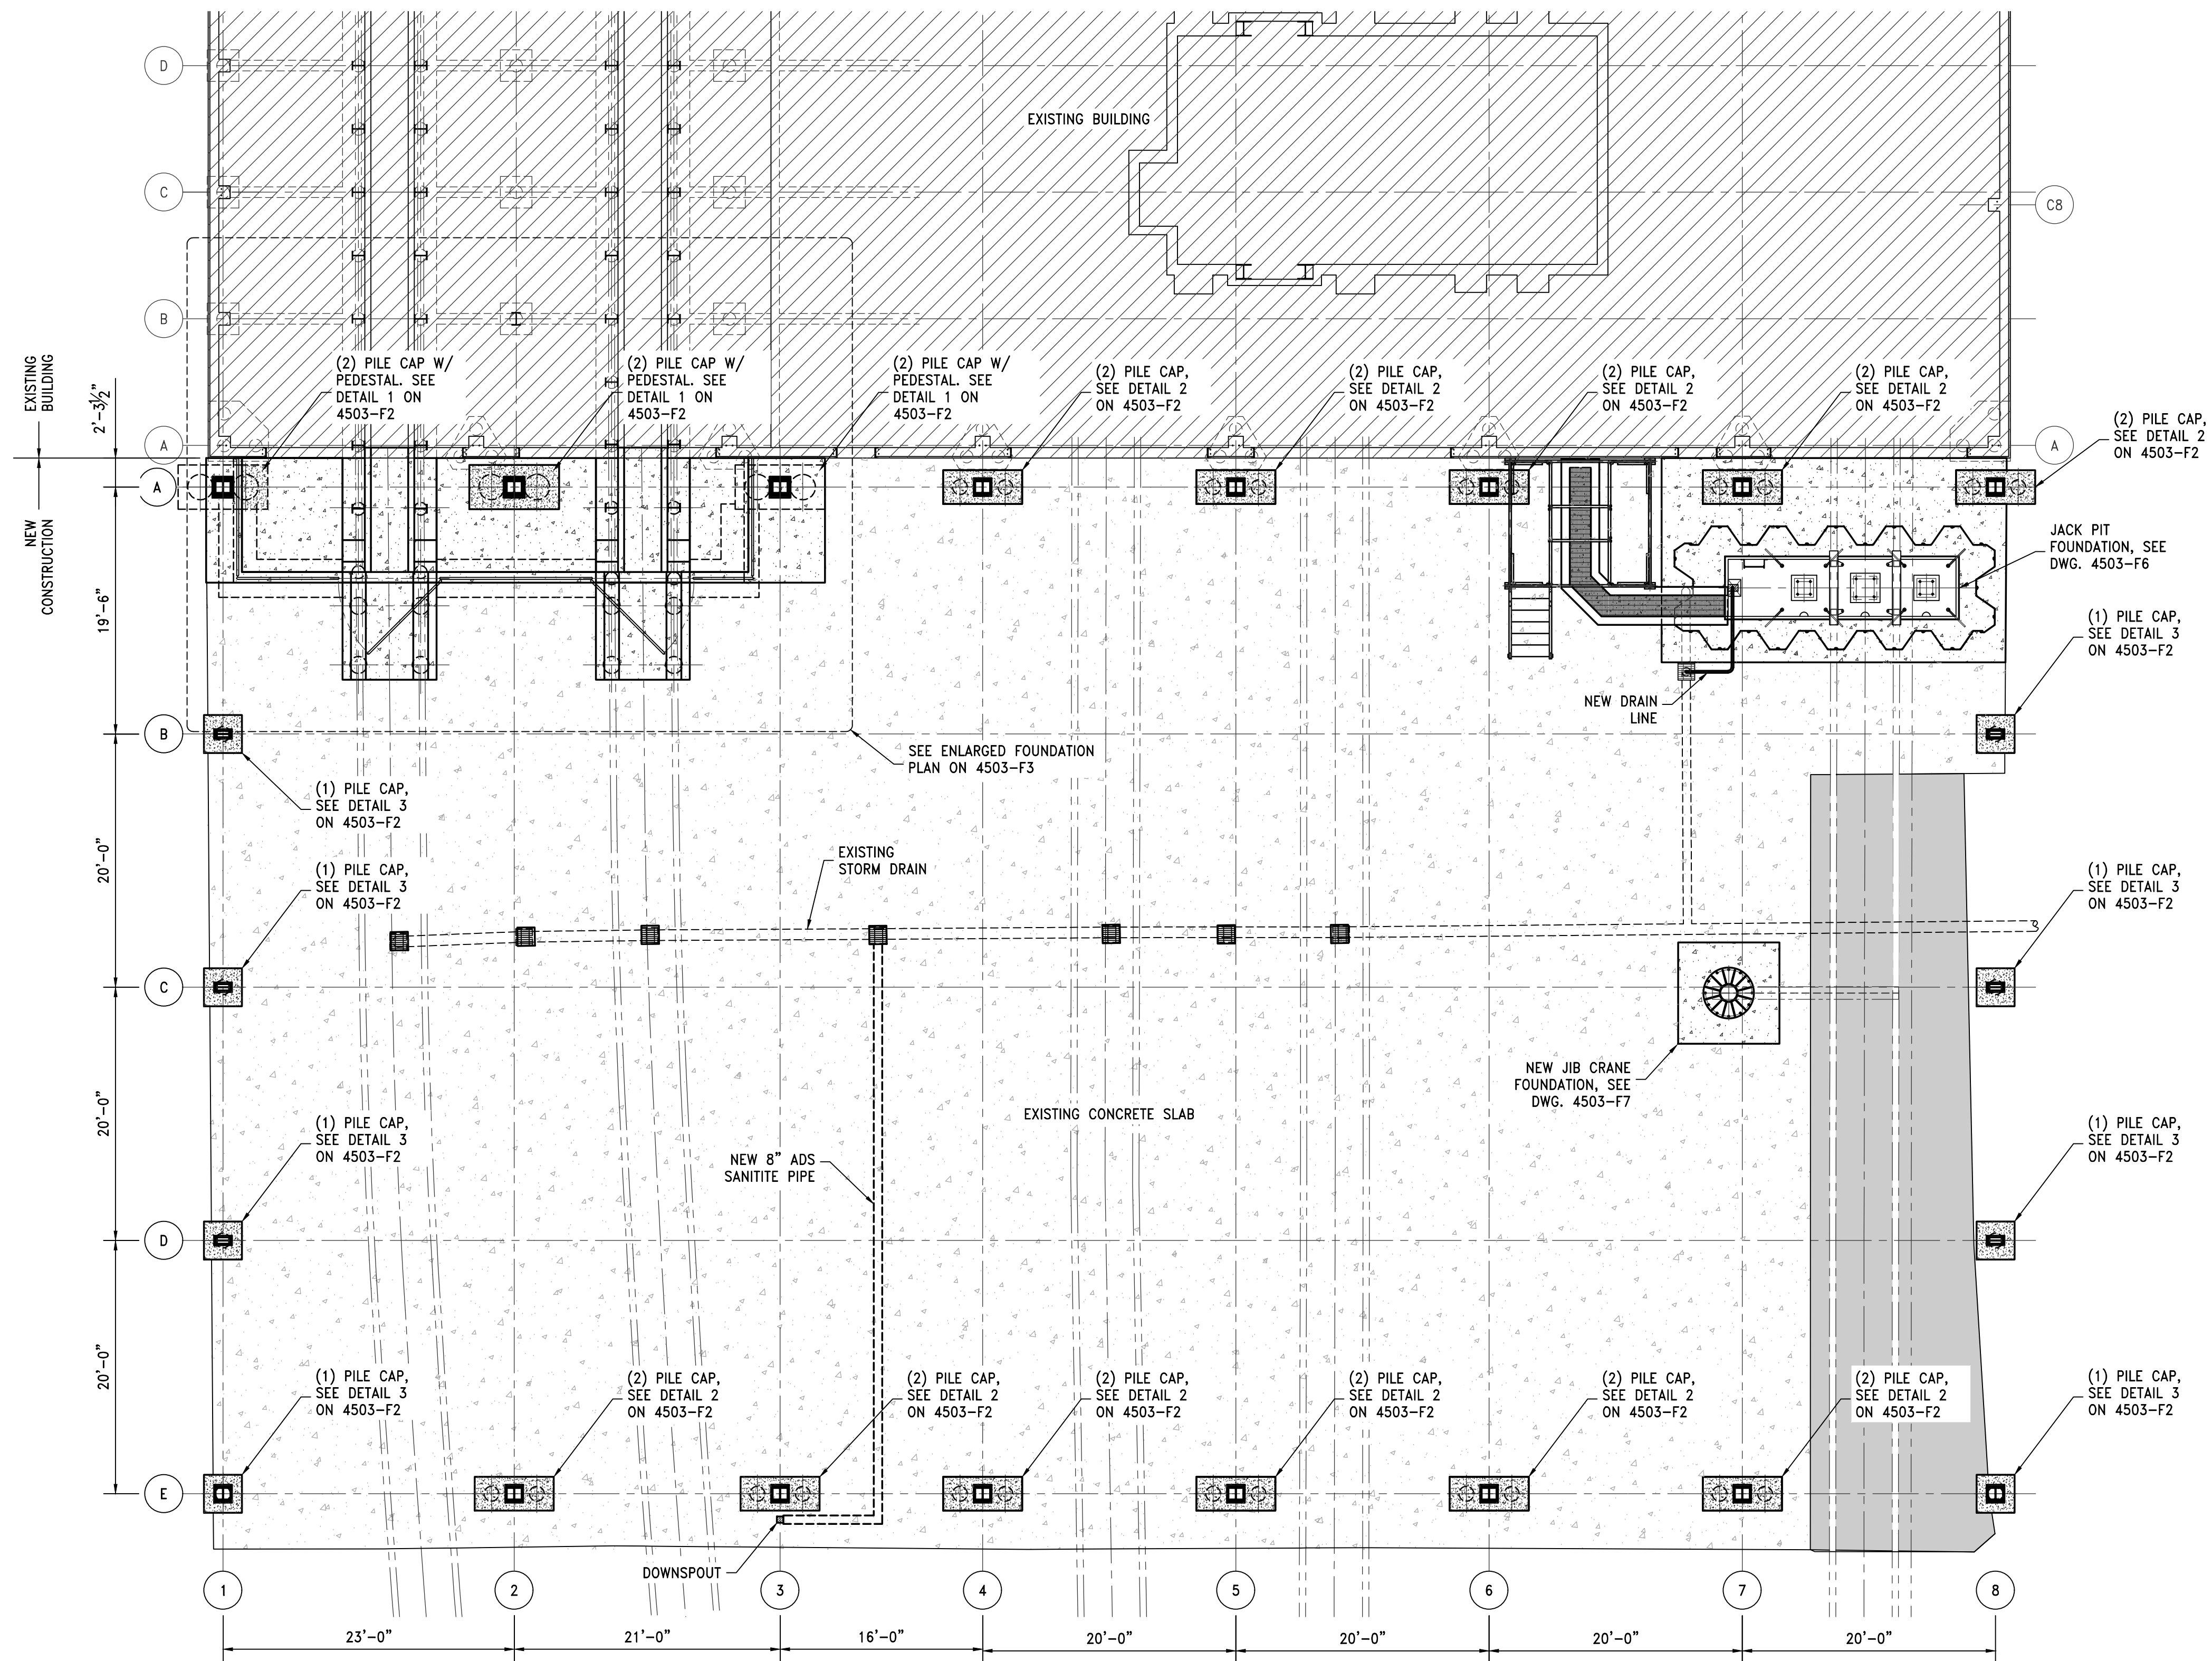 D
EXISTING BUILDING
C
C8
B
EXISTING
BUILDING
2'-3½"
(2) PILE CAP W/
PEDESTAL. SEE
DETAIL 1 ON
4503-F2
(2) PILE CAP W/
PEDESTAL. SEE
DETAIL 1 ON
4503-F2
(2) PILE CAP W/
PEDESTAL. SEE
DETAIL 1 ON
4503-F2
(2) PILE CAP,
SEE DETAIL 2
ON 4503-F2
(2) PILE CAP,
SEE DETAIL 2
ON 4503-F2
(2) PILE CAP,
SEE DETAIL 2
ON 4503-F2
(2) PILE CAP,
SEE DETAIL 2
ON 4503-F2
(2) PILE CAP,
SEE DETAIL 2
ON 4503-F2
A
A
A
NEW
CONSTRUCTION
19'-6"
JACK PIT
FOUNDATION, SEE
DWG. 4503-F6
(1) PILE CAP,
SEE DETAIL 3
ON 4503-F2
NEW DRAIN
LINE
B
SEE ENLARGED FOUNDATION
PLAN ON 4503-F3
(1) PILE CAP,
SEE DETAIL 3
ON 4503-F2
20'-0"
EXISTING
STORM DRAIN
(1) PILE CAP,
SEE DETAIL 3
ON 4503-F2
(1) PILE CAP,
SEE DETAIL 3
ON 4503-F2
C
NEW JIB CRANE
FOUNDATION, SEE
DWG. 4503-F7
20'-0"
EXISTING CONCRETE SLAB
(1) PILE CAP,
SEE DETAIL 3
ON 4503-F2
(1) PILE CAP,
SEE DETAIL 3
ON 4503-F2
NEW 8" ADS
SANITITE PIPE
D
20'-0"
(1) PILE CAP,
SEE DETAIL 3
ON 4503-F2
(2) PILE CAP,
SEE DETAIL 2
ON 4503-F2
(2) PILE CAP,
SEE DETAIL 2
ON 4503-F2
(2) PILE CAP,
SEE DETAIL 2
ON 4503-F2
(2) PILE CAP,
SEE DETAIL 2
ON 4503-F2
(2) PILE CAP,
SEE DETAIL 2
ON 4503-F2
(2) PILE CAP,
SEE DETAIL 2
ON 4503-F2
(1) PILE CAP,
SEE DETAIL 3
ON 4503-F2
E
DOWNSPOUT
1
2
3
4
5
6
7
8
23'-0"
21'-0"
16'-0"
20'-0"
20'-0"
20'-0"
20'-0"